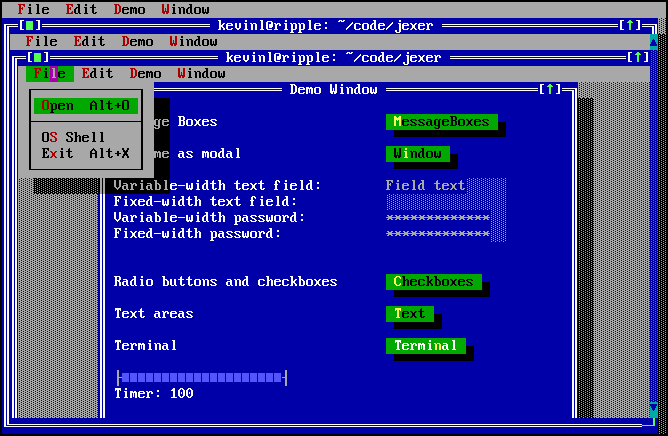 File Edit Demo Window
kevinl@ripple: ~/code/jexer [↑]
File Edit Demo Window
kevinl@ripple: ~/code/jexer [↑]
File Edit Demo Window
Demo Window [↑]
Open Alt+O
OS Shell
Exit Alt+X
ge Boxes MessageBoxes
me as modal Window
Variable-width text field: Field text
Fixed-width text field:
Variable-width password: *************
Fixed-width password: *************
Radio buttons and checkboxes Checkboxes
Text areas Text
Terminal Terminal
Timer: 100